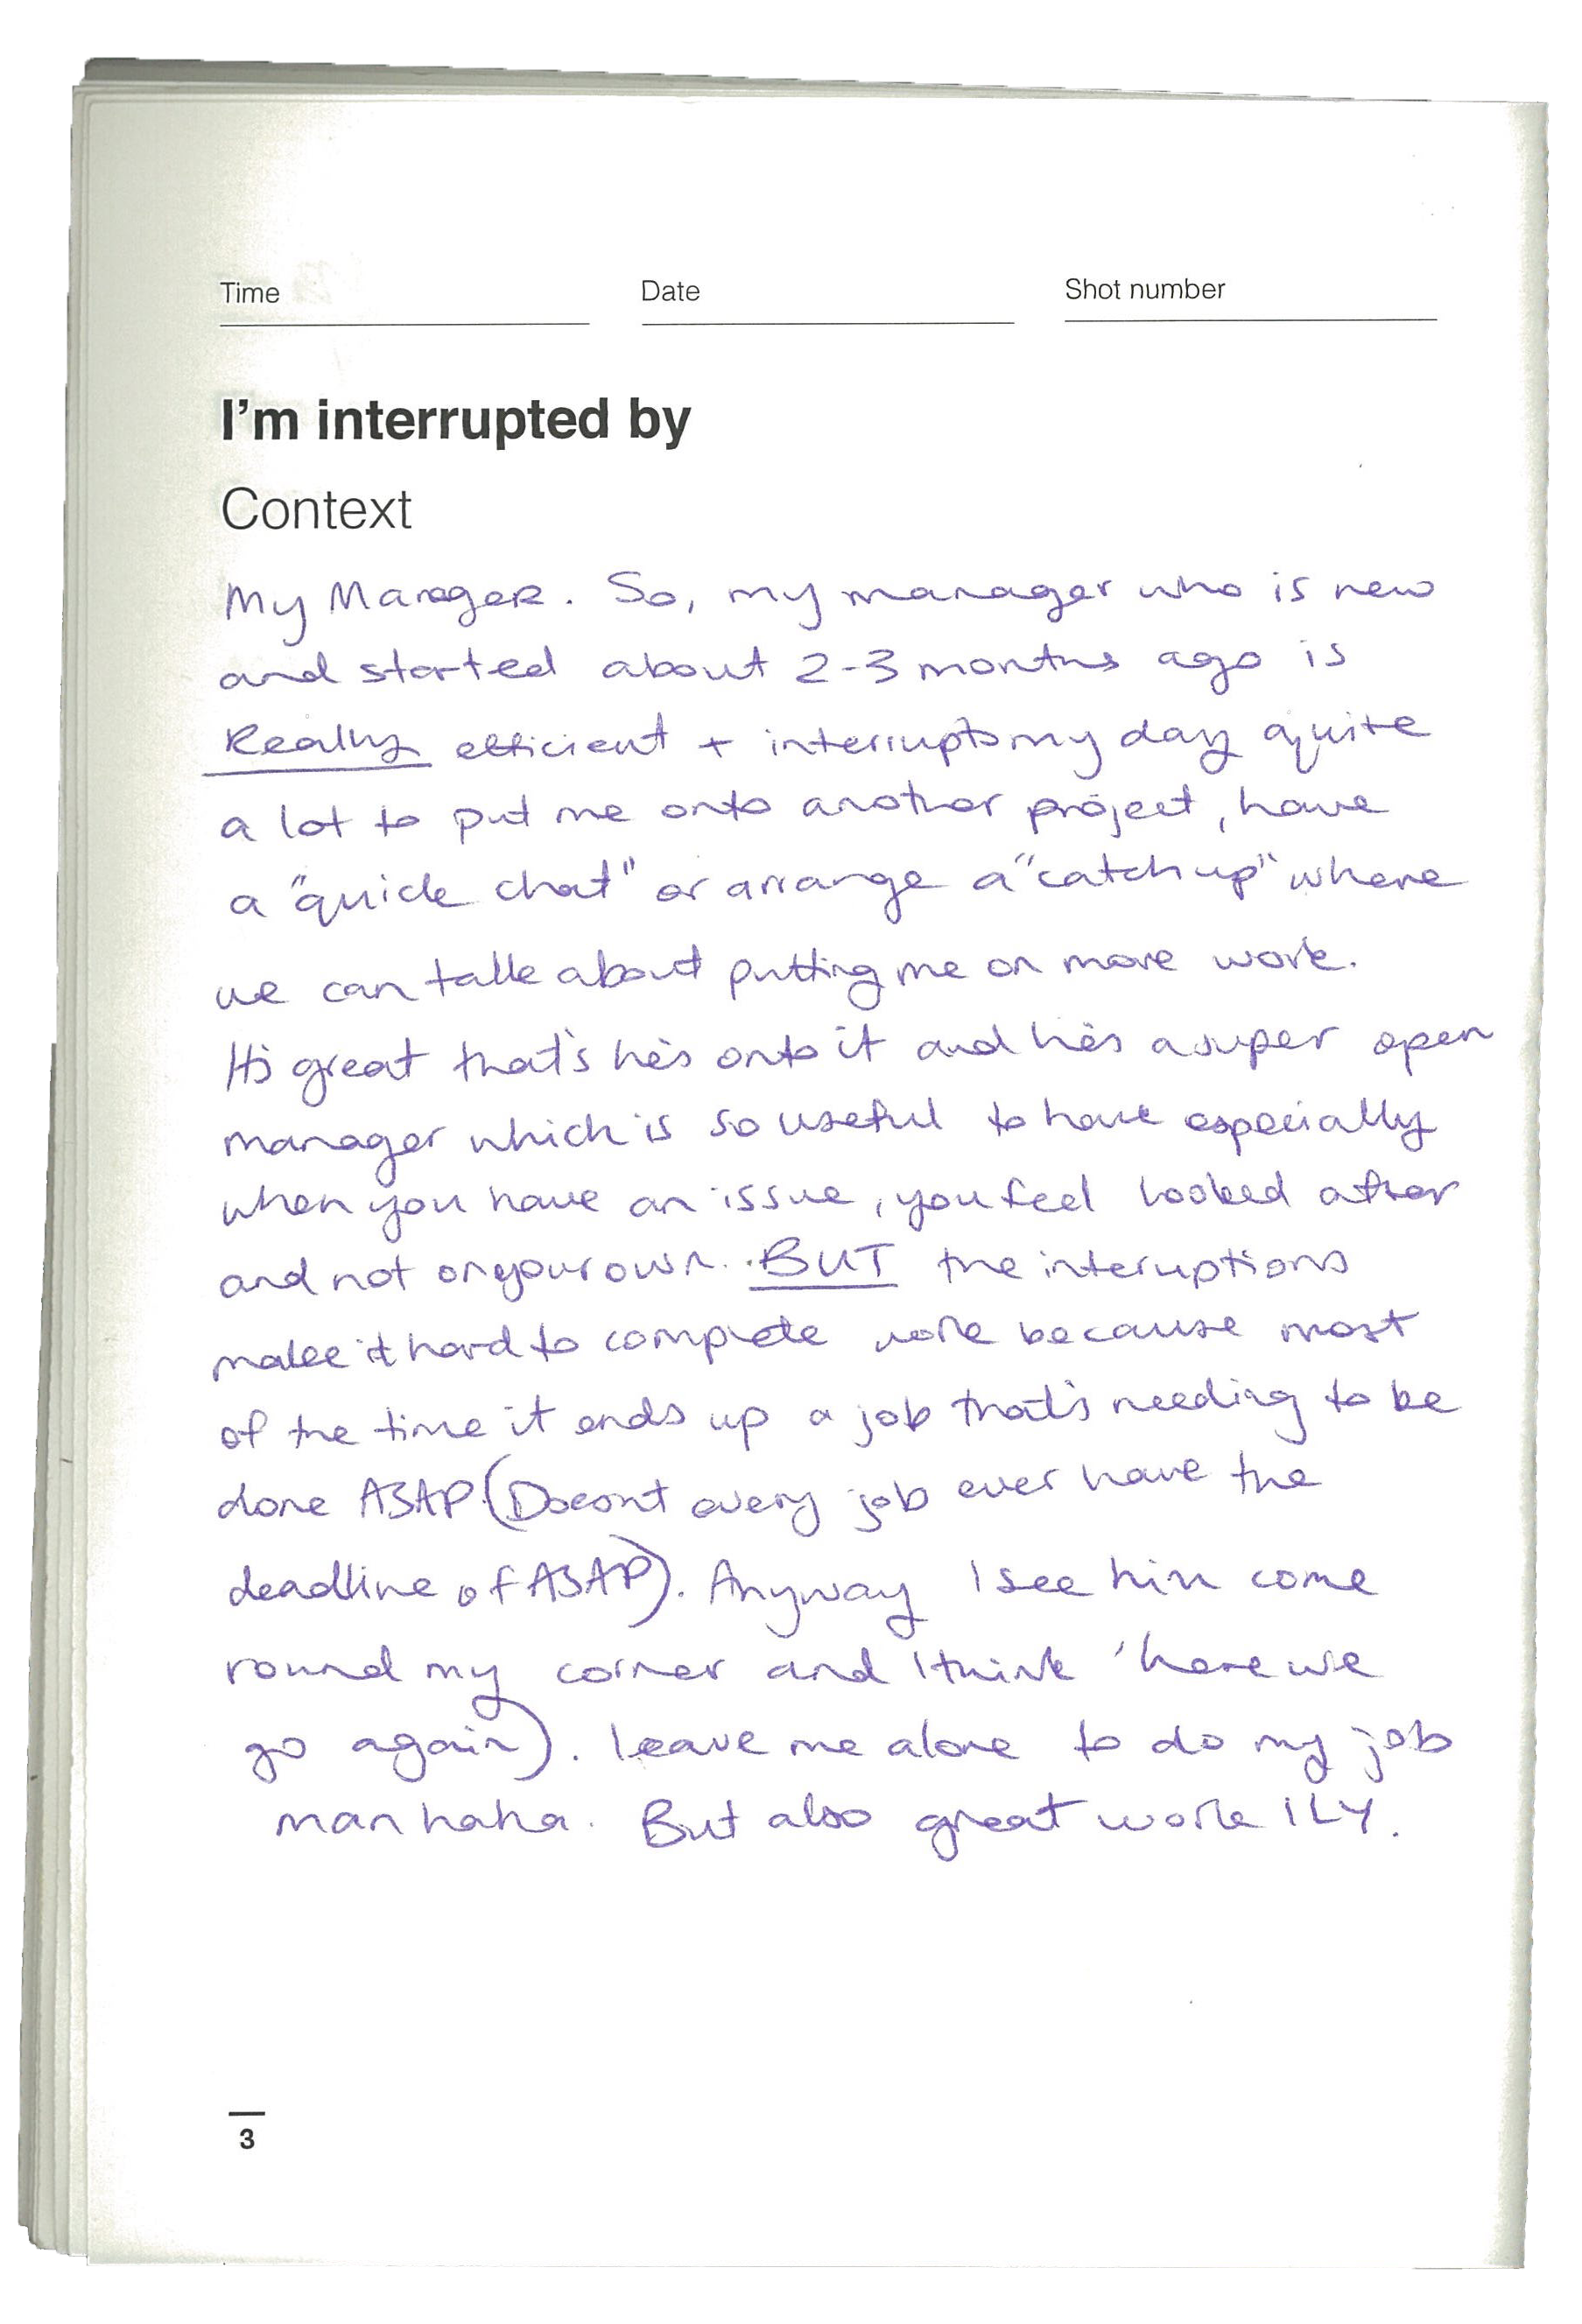 Time Date Shot number
I'm interrupted by
Context
My Manager. So, my manager who is new
and started about 2-3 months ago is
Really efficient + interrupts my day quite
a lot to put me onto another project, have
a "quick chat" or arrange a "catch up" where
we can talk about putting me on more work.
It's great that's he's onto it and he's a super open
manager which is so useful to have especially
when you have an issue, you feel looked after
and not on your own. BUT the interuptions
make it hard to complete work because most
of the time it ends up a job that's needing to be
done ASAP. (Doesnt every job ever have the
deadline of ASAP). Anyway I see him come
round my corner and I think 'here we
go again). Leave me alone to do my job
man haha. But also great work ILY.
3